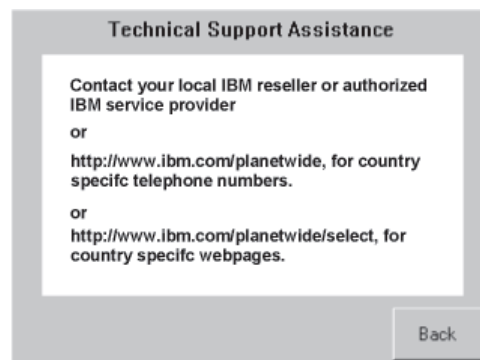 Technical Support Assistance
Contact your local IBM reseller or authorized
IBM service provider
or
http://www.ibm.com/planetwide, for country
specifc telephone numbers.
or
http://www.ibm.com/planetwide/select, for
country specifc webpages.
Back